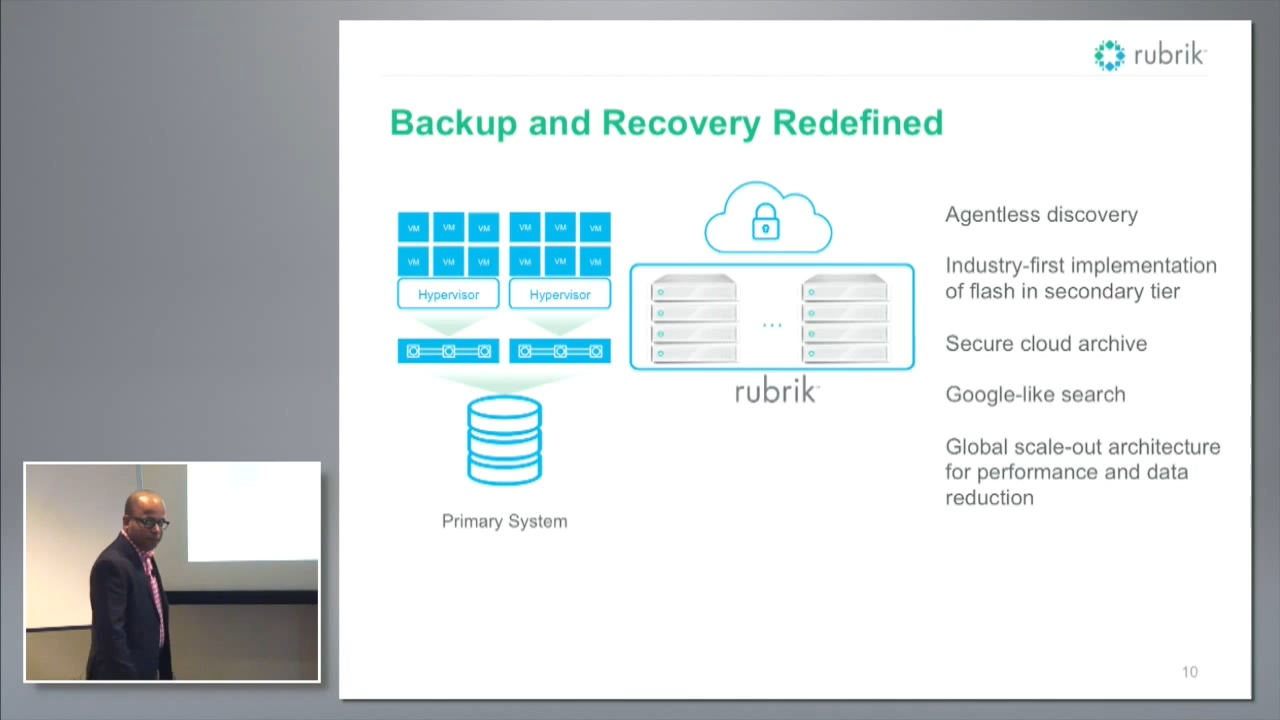 rubrik
Backup and Recovery Redefined
VM VM VM VM VM VM
VM VM VM VM VM VM
Hypervisor Hypervisor
Primary System
rubrik
Agentless discovery
Industry-first implementation
of flash in secondary tier
Secure cloud archive
Google-like search
Global scale-out architecture
for performance and data
reduction
10